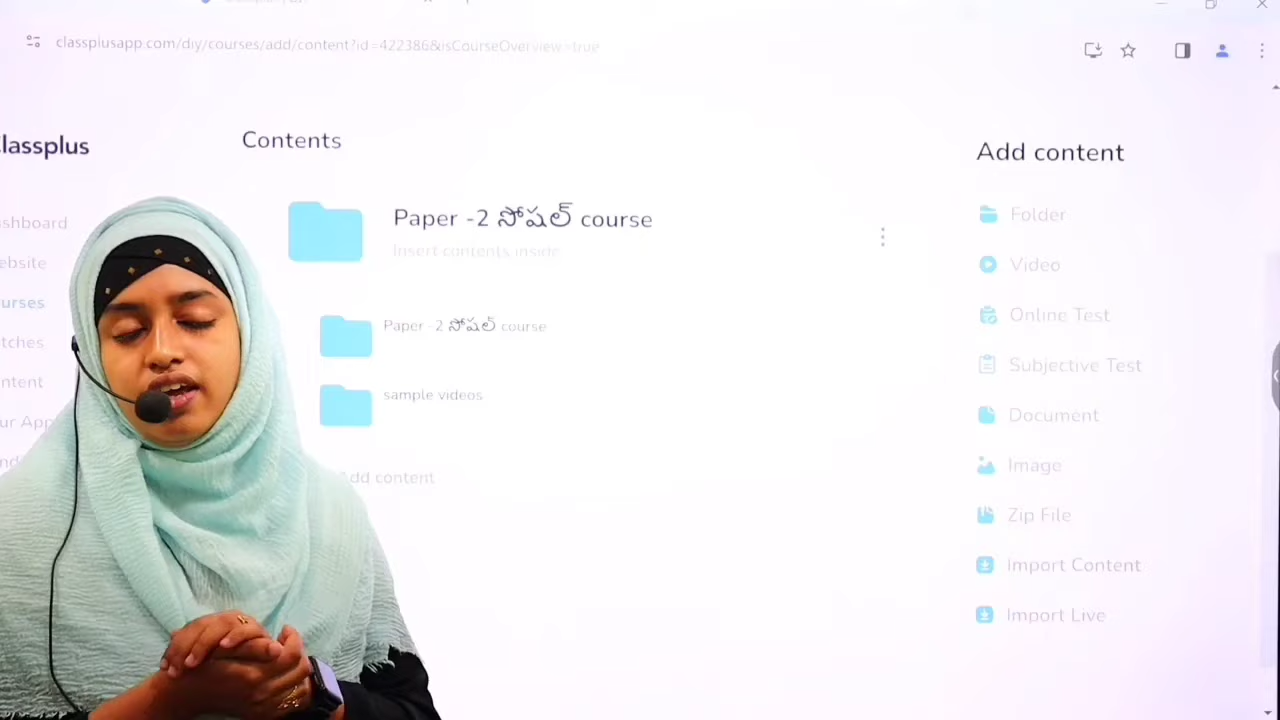 classplusapp.com/diy/courses/add/content?id=422386&isCourseOverview=true
lassplus
Contents
Add content
shboard
ebsite
urses
tches
ntent
ur App
Paper -2 సోషల్ course
Insert contents inside
Paper -2 సోషల్ course
sample videos
dd content
Folder
Video
Online Test
Subjective Test
Document
Image
Zip File
Import Content
Import Live